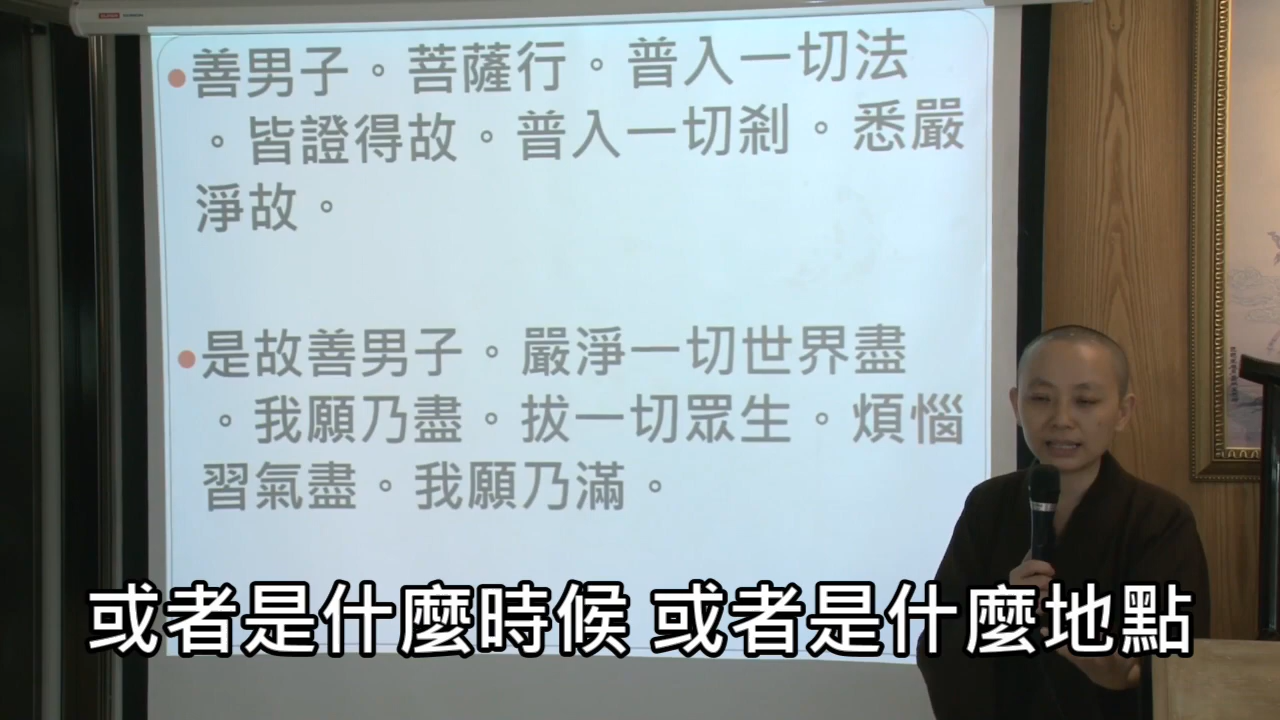 善男子。菩薩行。普入一切法
。皆證得故。普入一切剎。悉嚴
淨故。
是故善男子。嚴淨一切世界盡
。我願乃盡。拔一切眾生。煩惱
習氣盡。我願乃滿。
或者是什麼時候 或者是什麼地點